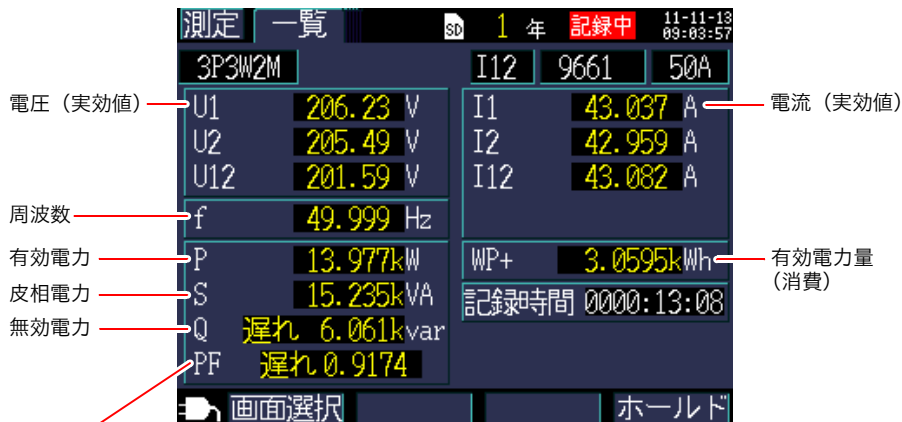 測定 一覧 SD 1 年 記録中 11-11-13
09:03:57
3P3W2M I12 9661 50A
電圧（実効値） U1 206.23 V I1 43.037 A 電流（実効値）
U2 205.49 V I2 42.959 A
U12 201.59 V I12 43.082 A
周波数 f 49.999 Hz
有効電力 P 13.977kW WP+ 3.0595kWh 有効電力量
（消費）
皮相電力 S 15.235kVA 記録時間 0000:13:08
無効電力 Q 遅れ 6.061kvar
PF 遅れ 0.9174
画面選択 ホールド